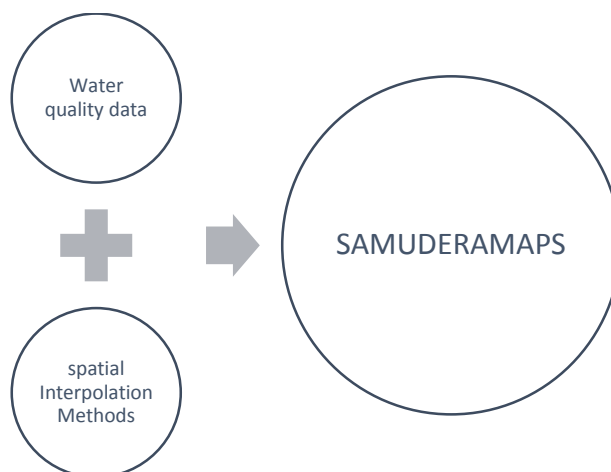 Water
quality data
SAMUDERAMAPS
spatial
Interpolation
Methods